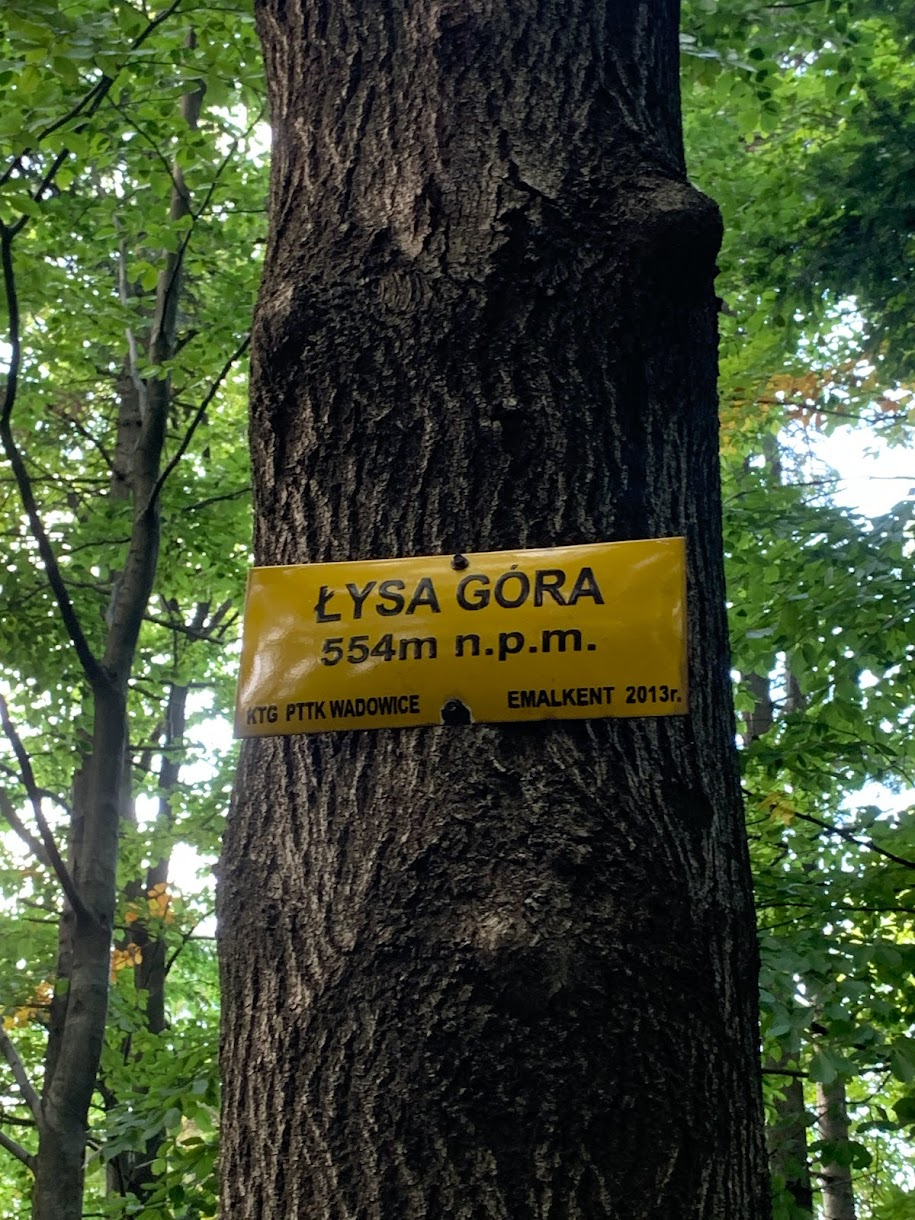 ŁYSA GÓRA
554m n.p.m.
KTG PTTK WADOWICE EMALKENT 2013r.